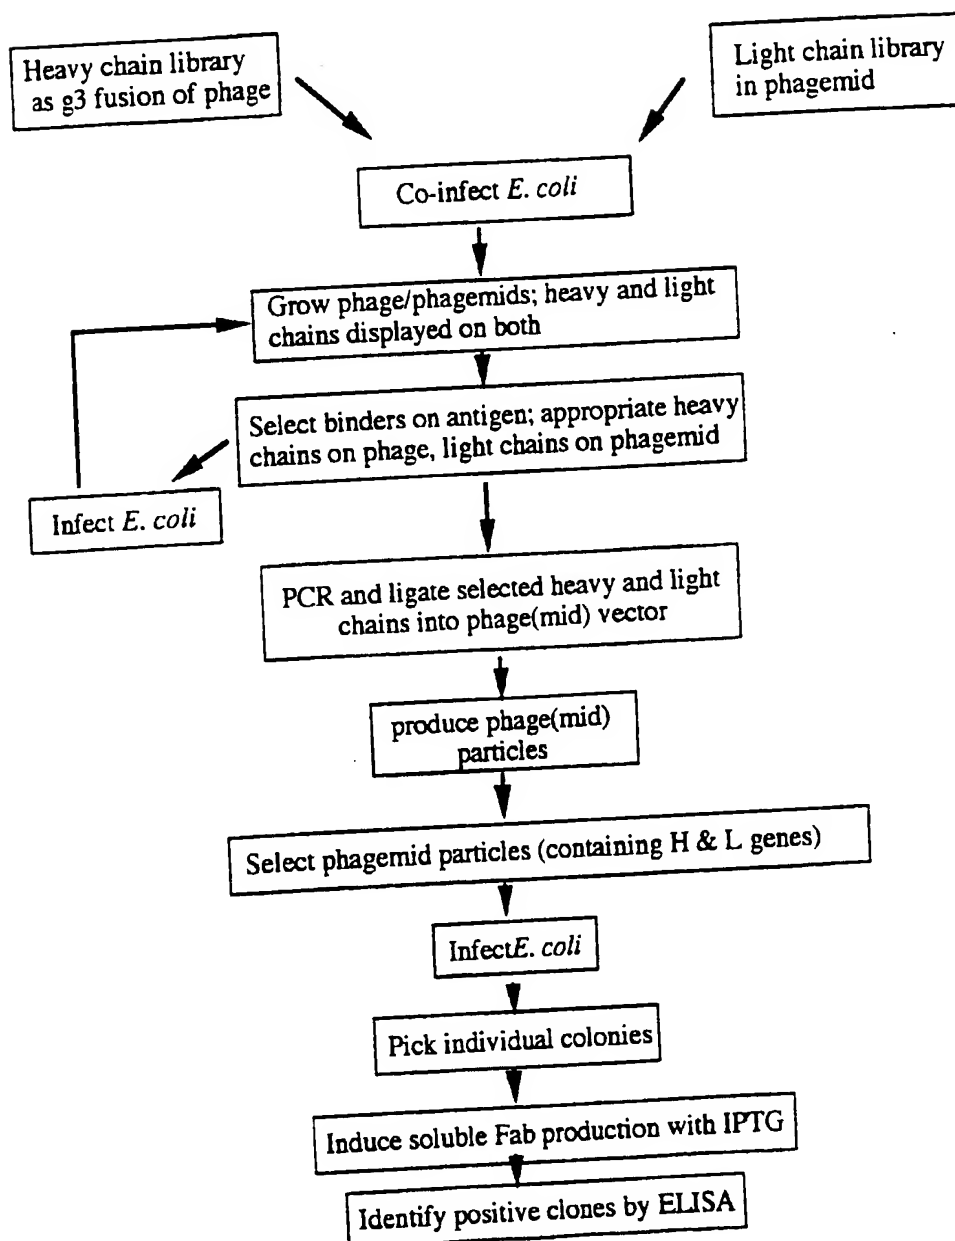 Heavy chain library
as g3 fusion of phage
Light chain library
in phagemid
Co-infect E. coli
Grow phage/phagemids; heavy and light
chains displayed on both
Select binders on antigen; appropriate heavy
chains on phage, light chains on phagemid
Infect E. coli
PCR and ligate selected heavy and light
chains into phage(mid) vector
produce phage(mid)
particles
Select phagemid particles (containing H & L genes)
InfectE. coli
Pick individual colonies
Induce soluble Fab production with IPTG
Identify positive clones by ELISA